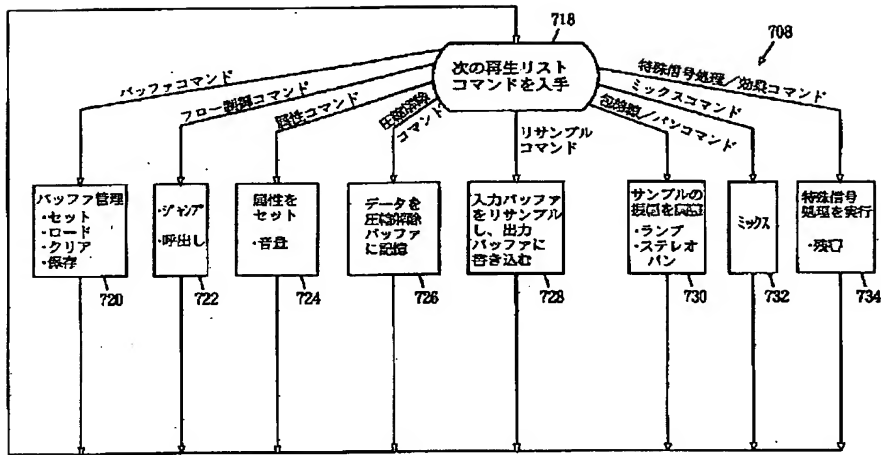 718
708
次の再生リスト
コマンドを入手
バッファコマンド
フロー制御コマンド
属性コマンド
圧縮解除
コマンド
リサンプル
コマンド
包絡線/パンコマンド
ミックスコマンド
特殊信号処理/効果コマンド
バッファ管理
・セット
・ロード
・クリア
・保存
720
・ジャンプ
・呼出し
722
属性を
セット
・音量
724
データを
圧縮解除
バッファ
に記憶
726
入力バッファ
をリサンプル
し、出力
バッファに
書き込む
728
サンプルの
振幅を
・ランプ
・ステレオ
パン
730
ミックス
732
特殊信号
処理を実行
・残響
734